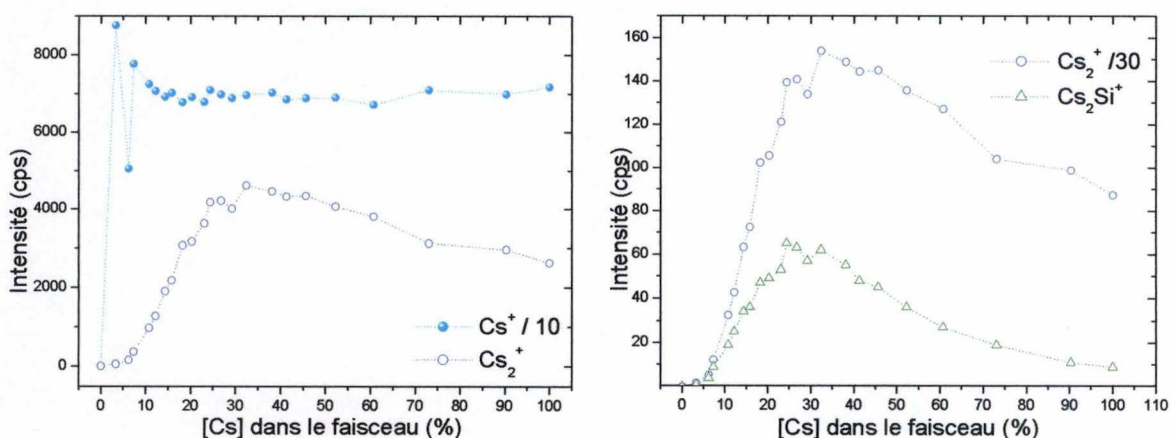 8000
6000
4000
2000
0
Intensité (cps)
0 10 20 30 40 50 60 70 80 90 100
[Cs] dans le faisceau (%)
Cs⁺ / 10
Cs₂⁺
160
140
120
100
80
60
40
20
Intensité (cps)
0 10 20 30 40 50 60 70 80 90 100 110
[Cs] dans le faisceau (%)
Cs₂⁺ /30
Cs₂Si⁺